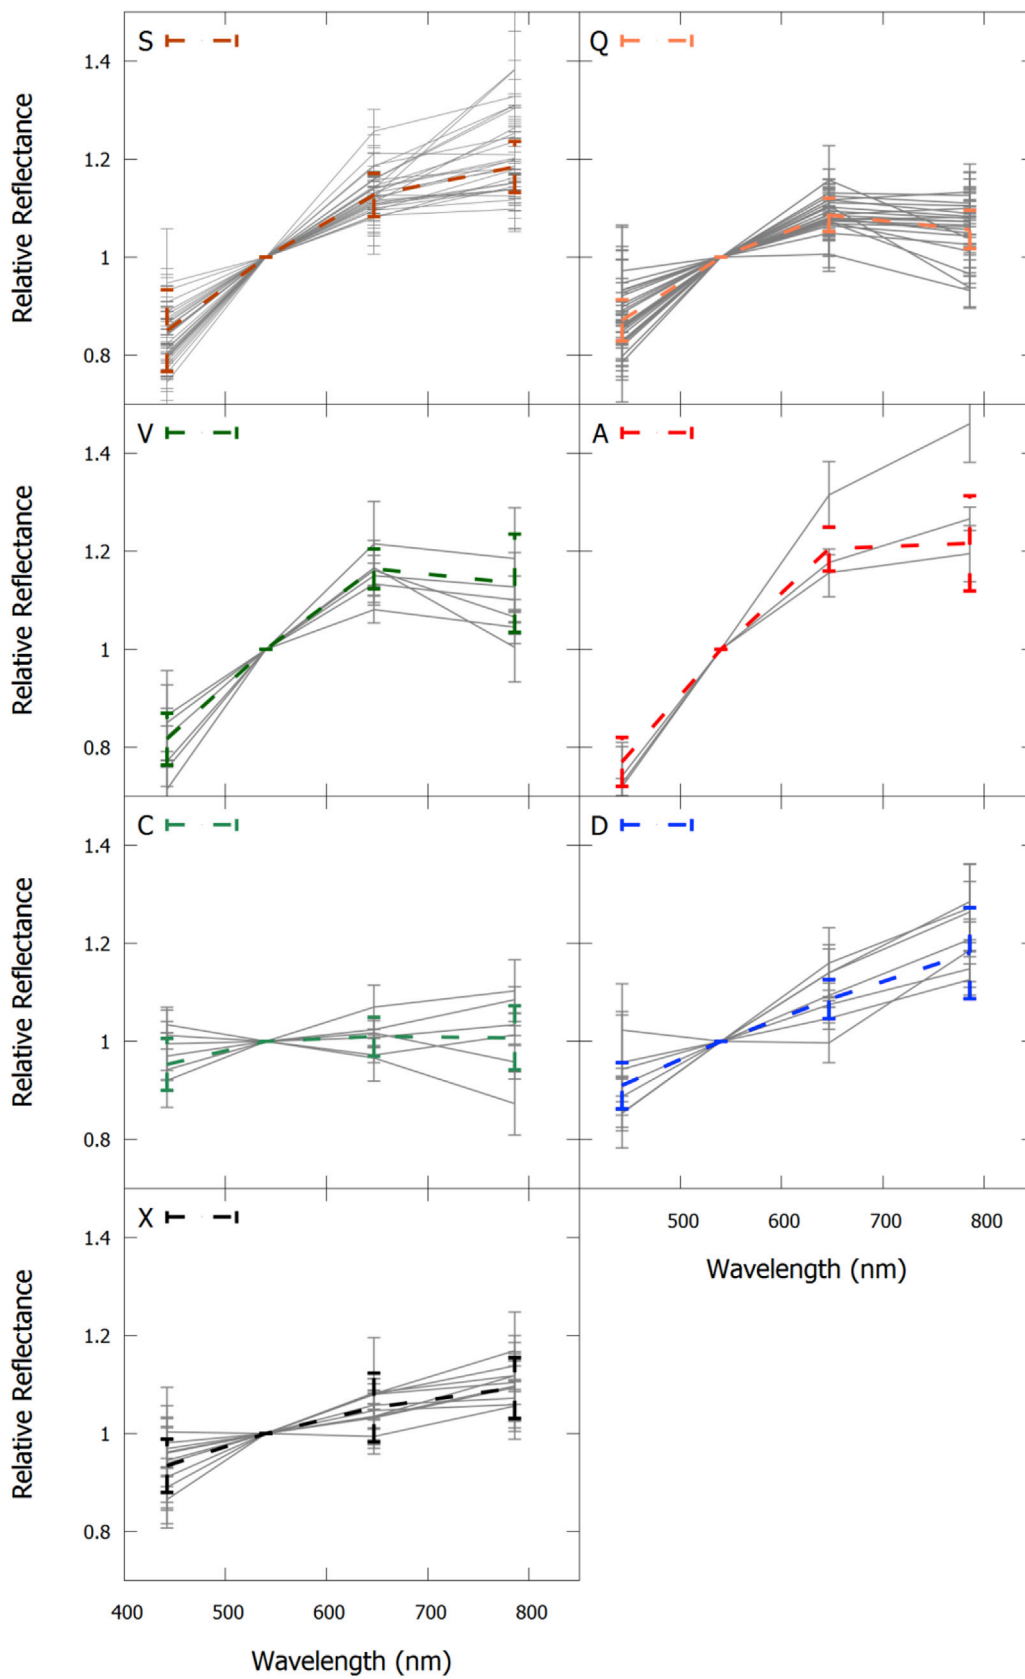 S
Q
1.4
1.2
1
0.8
Relative Reflectance
V
A
1.4
1.2
1
0.8
Relative Reflectance
C
D
1.4
1.2
1
0.8
Relative Reflectance
500 600 700 800
Wavelength (nm)
X
1.4
1.2
1
0.8
Relative Reflectance
400 500 600 700 800
Wavelength (nm)